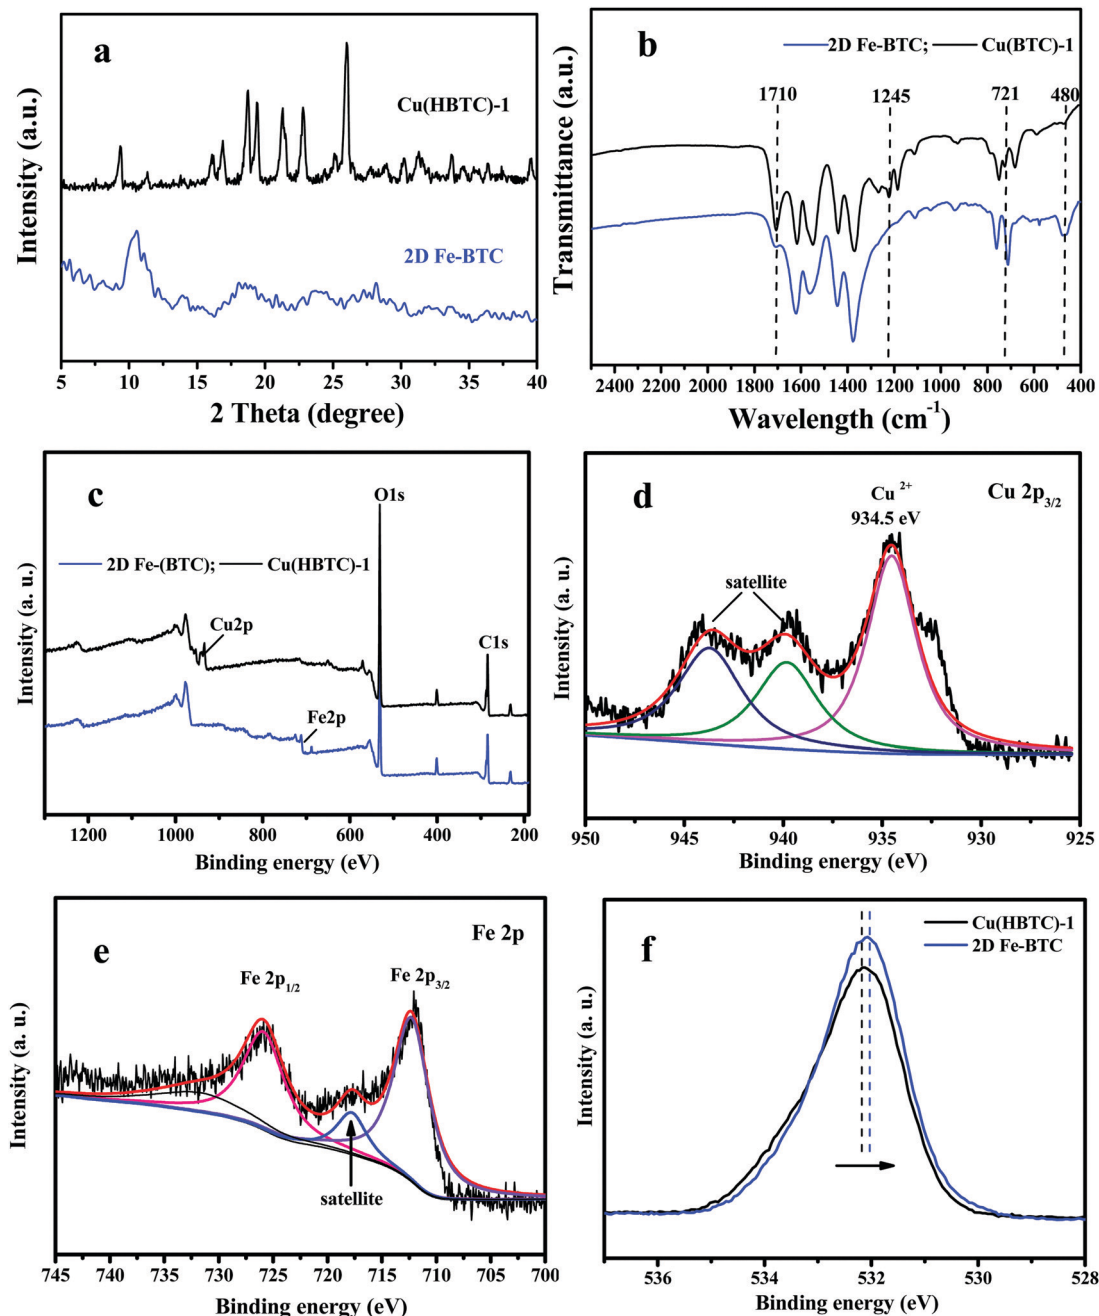 a
Cu(HBTC)-1
2D Fe-BTC
Intensity (a.u.)
5 10 15 20 25 30 35 40
2 Theta (degree)
b
2D Fe-BTC; Cu(BTC)-1
1710 1245 721 480
Transmittance (a.u.)
2400 2200 2000 1800 1600 1400 1200 1000 800 600 400
Wavelength (cm-1)
c
O1s
2D Fe-(BTC); Cu(HBTC)-1
Cu2p
C1s
Fe2p
Intensity (a. u.)
1200 1000 800 600 400 200
Binding energy (eV)
d
Cu 2+
934.5 eV
Cu 2p3/2
satellite
Intensity (a. u.)
950 945 940 935 930 925
Binding energy (eV)
e
Fe 2p
Fe 2p1/2
Fe 2p3/2
satellite
Intensity (a. u.)
745 740 735 730 725 720 715 710 705 700
Binding energy (eV)
f
Cu(HBTC)-1
2D Fe-BTC
Intensity (a. u.)
536 534 532 530 528
Binding energy (eV)